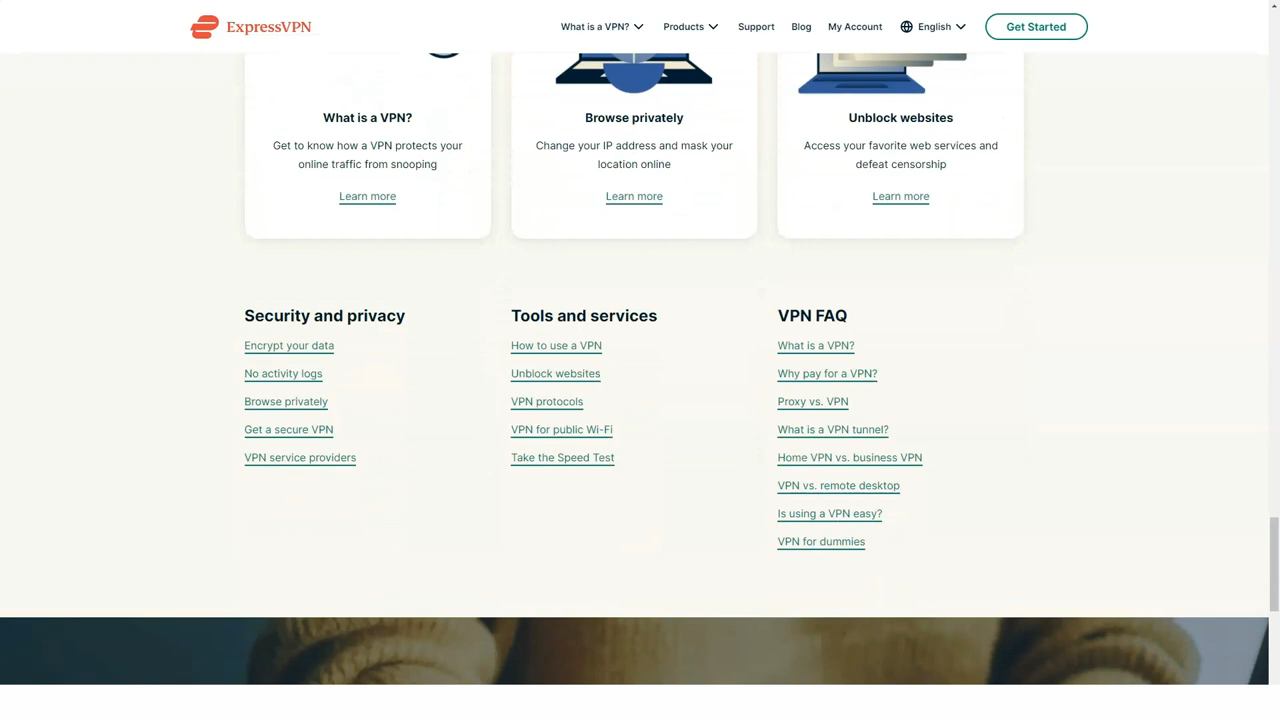 ExpressVPN
What is a VPN?
Products
Support
Blog
My Account
English
Get Started
What is a VPN?
Get to know how a VPN protects your
online traffic from snooping
Learn more
Browse privately
Change your IP address and mask your
location online
Learn more
Unblock websites
Access your favorite web services and
defeat censorship
Learn more
Security and privacy
Encrypt your data
No activity logs
Browse privately
Get a secure VPN
VPN service providers
Tools and services
How to use a VPN
Unblock websites
VPN protocols
VPN for public Wi-Fi
Take the Speed Test
VPN FAQ
What is a VPN?
Why pay for a VPN?
Proxy vs. VPN
What is a VPN tunnel?
Home VPN vs. business VPN
VPN vs. remote desktop
Is using a VPN easy?
VPN for dummies